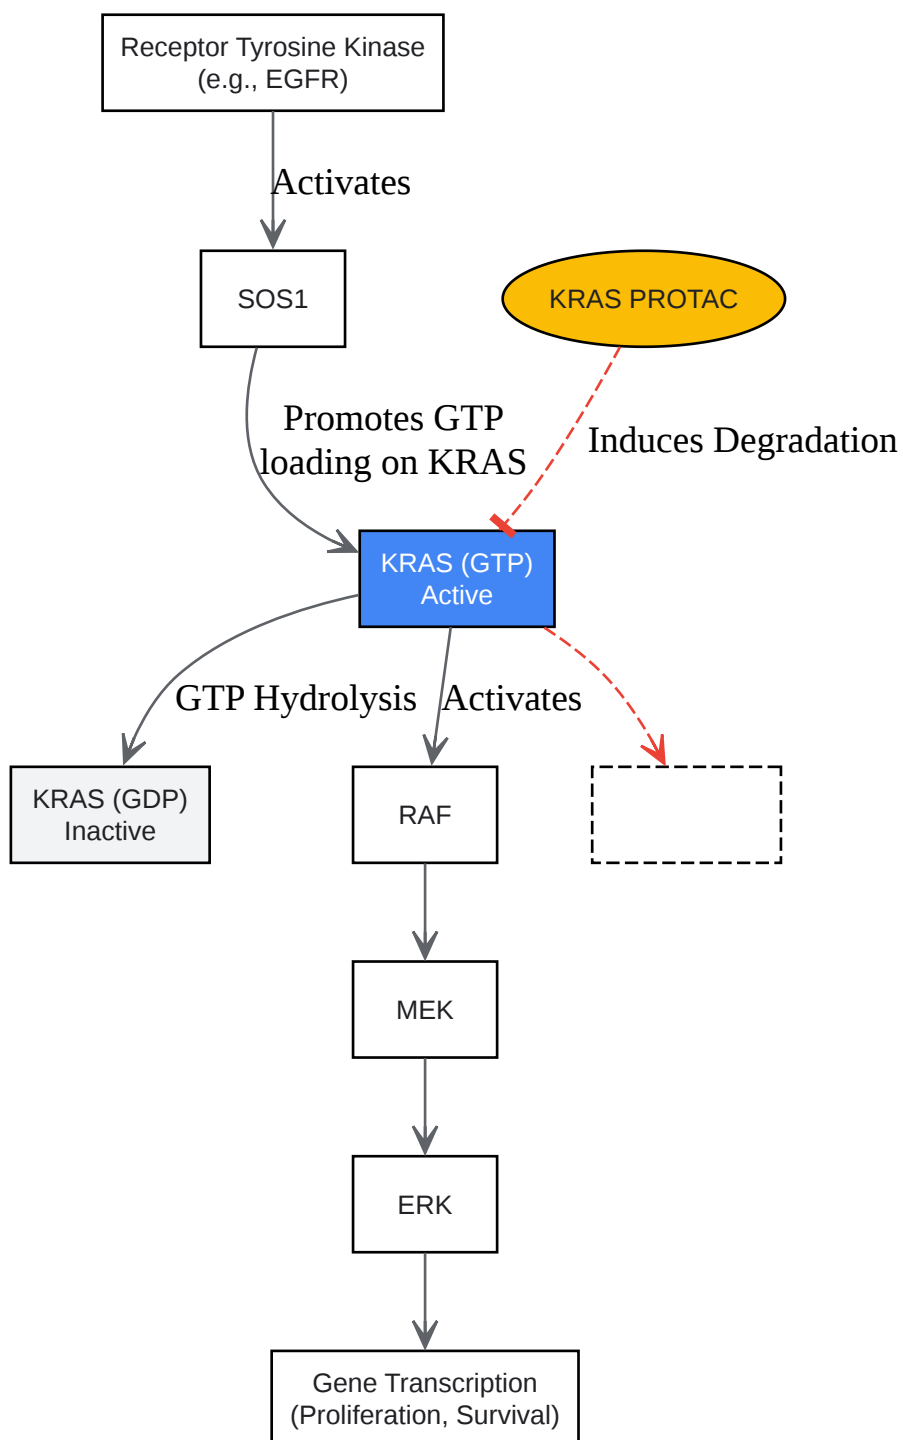 Receptor Tyrosine Kinase
(e.g., EGFR)
Activates
SOS1
KRAS PROTAC
Promotes GTP
loading on KRAS
Induces Degradation
KRAS (GTP)
Active
GTP Hydrolysis
Activates
KRAS (GDP)
Inactive
RAF
MEK
ERK
Gene Transcription
(Proliferation, Survival)